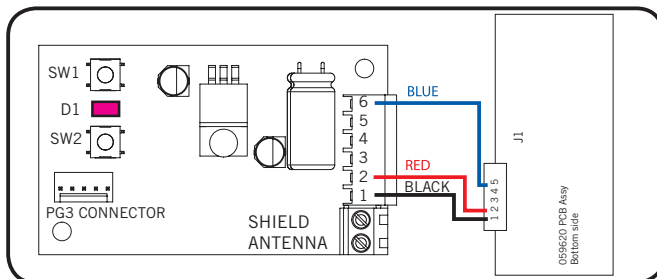 SW1
D1
SW2
PG3 CONNECTOR
SHIELD
ANTENNA
6
5
4
3
2
1
BLUE
RED
BLACK
1 2 3 4 5
J1
059620 PCB Assy
Bottom side